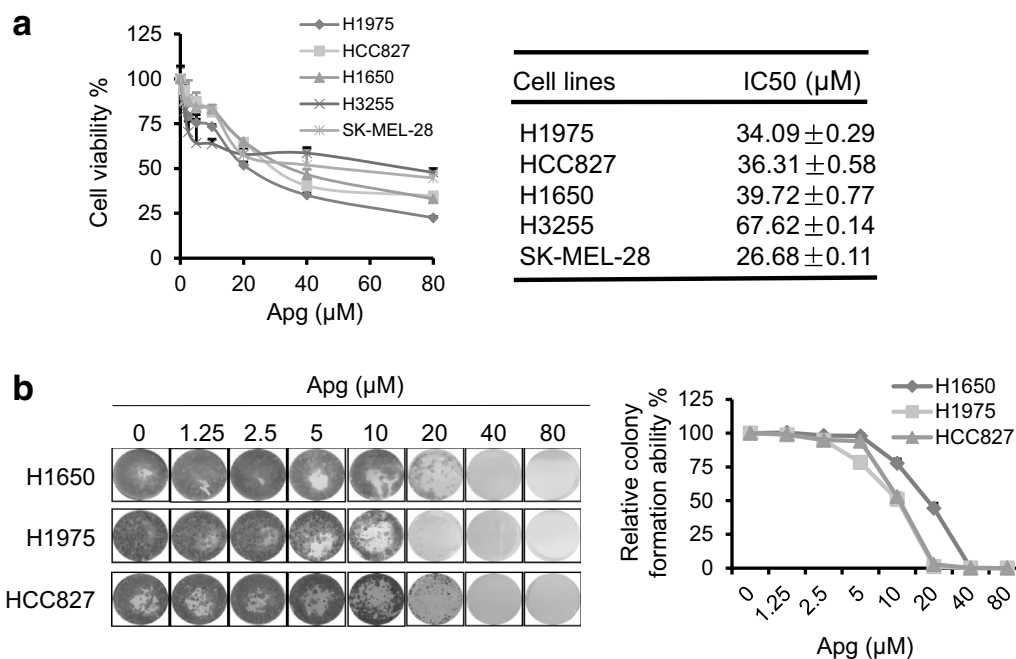 a
Cell viability %
125
100
75
50
25
0
0 20 40 60 80
Apg (μM)
H1975
HCC827
H1650
H3255
SK-MEL-28
Cell lines IC50 (μM)
H1975 34.09±0.29
HCC827 36.31±0.58
H1650 39.72±0.77
H3255 67.62±0.14
SK-MEL-28 26.68±0.11
b
Apg (μM)
0 1.25 2.5 5 10 20 40 80
H1650
H1975
HCC827
Relative colony
formation ability %
125
100
75
50
25
0
0 1.25 2.5 5 10 20 40 80
Apg (μM)
H1650
H1975
HCC827